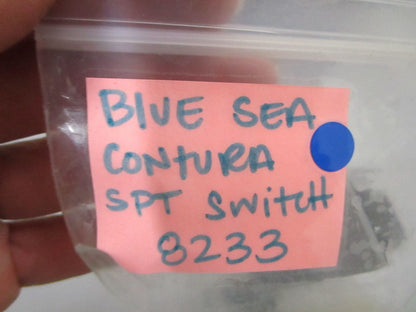 BLUE SEA
CONTURA
SPT SWITCH
8233